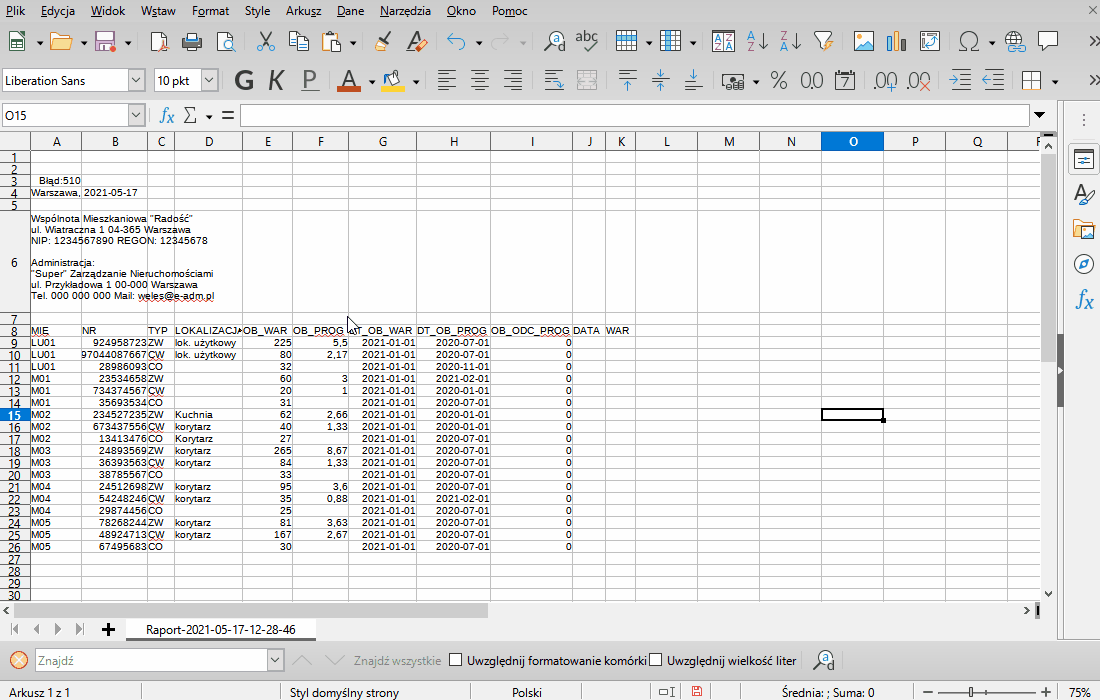 Plik Edycja Widok Wstaw Format Style Arkusz Dane Narzędzia Okno Pomoc
Liberation Sans 10 pkt G K P A % 0.0 7 .00 .0
O15 fx Σ =
A B C D E F G H I J K L M N O P Q R
1
2
3 Błąd:510
4 Warszawa, 2021-05-17
5
Wspólnota Mieszkaniowa "Radość"
ul. Wiatraczna 1 04-365 Warszawa
NIP: 1234567890 REGON: 12345678
6 Administracja:
"Super" Zarządzanie Nieruchomościami
ul. Przykładowa 1 00-000 Warszawa
Tel. 000 000 000 Mail: weles@e-adm.pl
7
8 MIE NR TYP LOKALIZACJA OB_WAR OB_PROG T_OB_WAR DT_OB_PROG OB_ODC_PROG DATA WAR
9 LU01 924958723 ZW lok. użytkowy 225 5,5 2021-01-01 2020-07-01 0
10 LU01 97044087667 CW lok. użytkowy 80 2,17 2021-01-01 2020-07-01 0
11 LU01 28986093 CO 32 2021-01-01 2020-11-01 0
12 M01 23534658 ZW 60 3 2021-01-01 2021-02-01 0
13 M01 734374567 CW 20 1 2021-01-01 2020-01-01 0
14 M01 35693534 CO 31 2021-01-01 2020-07-01 0
15 M02 234527235 ZW Kuchnia 62 2,66 2021-01-01 2020-01-01 0
16 M02 673437556 CW korytarz 40 1,33 2021-01-01 2020-01-01 0
17 M02 13413476 CO Korytarz 27 2021-01-01 2020-07-01 0
18 M03 24893569 ZW korytarz 265 8,67 2021-01-01 2020-07-01 0
19 M03 36393563 CW korytarz 84 1,33 2021-01-01 2020-07-01 0
20 M03 38785567 CO 33 2021-01-01 2020-07-01 0
21 M04 24512698 ZW korytarz 95 3,6 2021-01-01 2020-07-01 0
22 M04 54248246 CW korytarz 35 0,88 2021-01-01 2021-02-01 0
23 M04 29874456 CO 25 2021-01-01 2020-07-01 0
24 M05 78268244 ZW korytarz 81 3,63 2021-01-01 2020-07-01 0
25 M05 48924713 CW korytarz 167 2,67 2021-01-01 2020-07-01 0
26 M05 67495683 CO 30 2021-01-01 2020-07-01 0
27
28
29
30
Raport-2021-05-17-12-28-46
Znajdź Znajdź wszystkie Uwzględnij formatowanie komórki Uwzględnij wielkość liter
Arkusz 1 z 1 Styl domyślny strony Polski Średnia: ; Suma: 0 75%